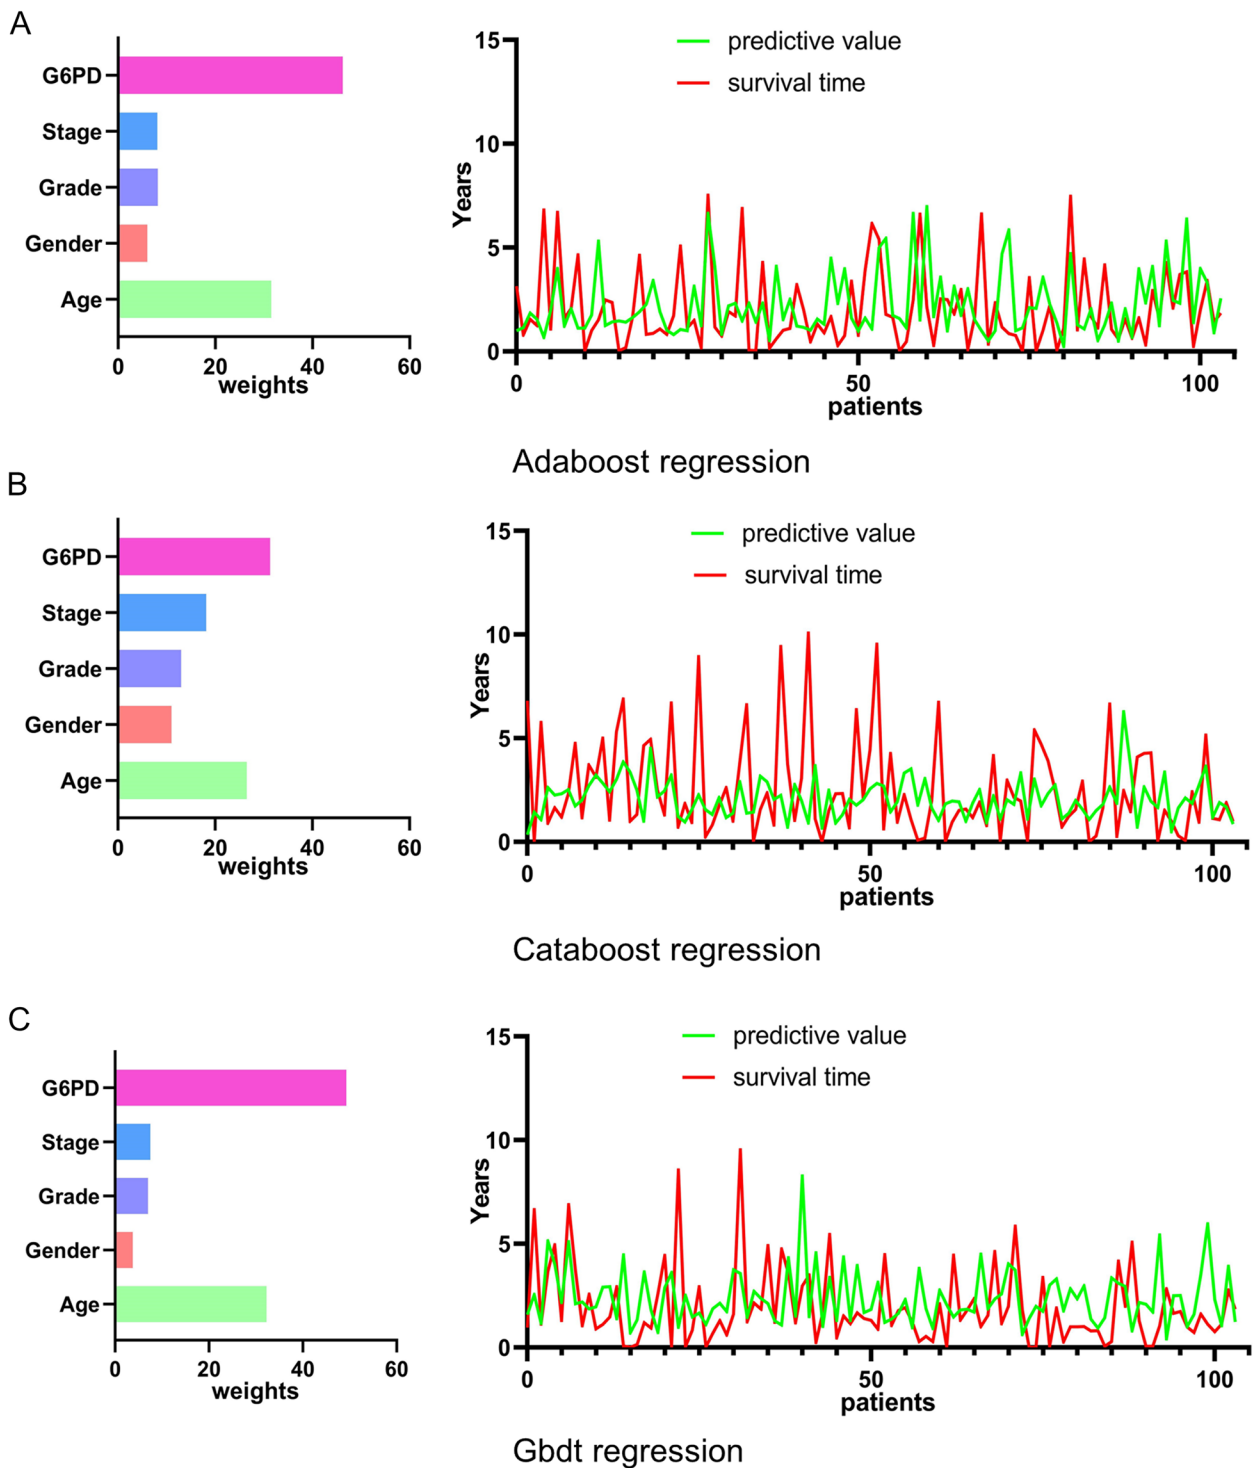 A
G6PD
Stage
Grade
Gender
Age
0 20 40 60
weights
predictive value
survival time
15
10
5
0
Years
0 50 100
patients
Adaboost regression
B
G6PD
Stage
Grade
Gender
Age
0 20 40 60
weights
predictive value
survival time
15
10
5
0
Years
0 50 100
patients
Cataboost regression
C
G6PD
Stage
Grade
Gender
Age
0 20 40 60
weights
predictive value
survival time
15
10
5
0
Years
0 50 100
patients
Gbdt regression